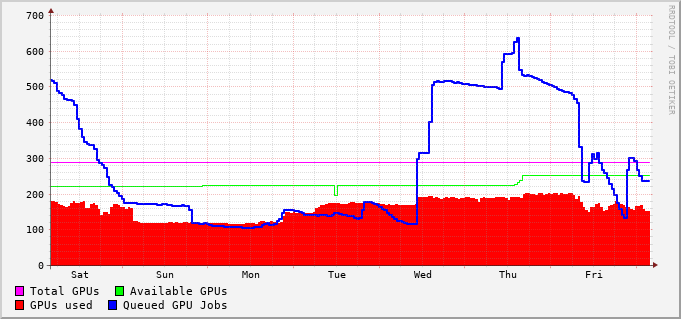 700
600
500
400
300
200
100
0
Sat Sun Mon Tue Wed Thu Fri
Total GPUs Available GPUs
GPUs used Queued GPU Jobs
RRDTOOL / TOBI OETIKER